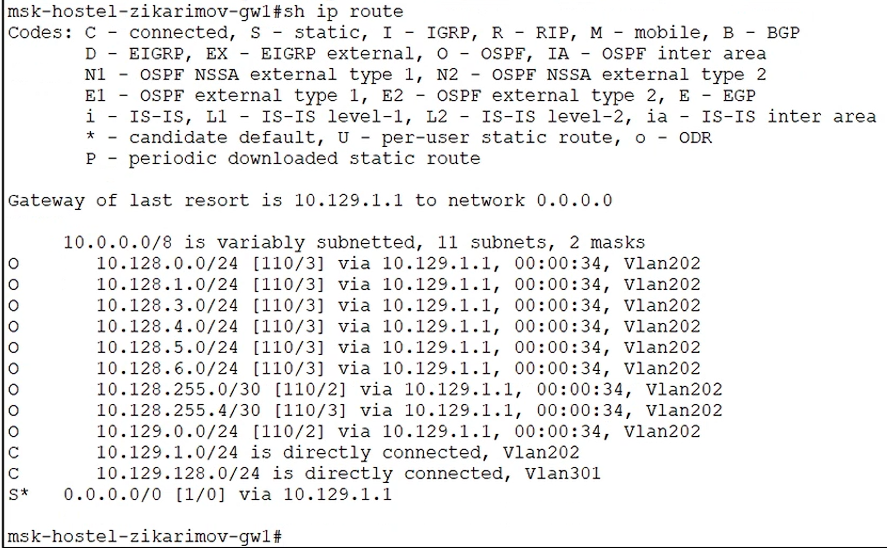 msk-hostel-zikarimov-gw1#sh ip route
Codes: C - connected, S - static, I - IGRP, R - RIP, M - mobile, B - BGP
       D - EIGRP, EX - EIGRP external, O - OSPF, IA - OSPF inter area
       N1 - OSPF NSSA external type 1, N2 - OSPF NSSA external type 2
       E1 - OSPF external type 1, E2 - OSPF external type 2, E - EGP
       i - IS-IS, L1 - IS-IS level-1, L2 - IS-IS level-2, ia - IS-IS inter area
       * - candidate default, U - per-user static route, o - ODR
       P - periodic downloaded static route
Gateway of last resort is 10.129.1.1 to network 0.0.0.0
     10.0.0.0/8 is variably subnetted, 11 subnets, 2 masks
O       10.128.0.0/24 [110/3] via 10.129.1.1, 00:00:34, Vlan202
O       10.128.1.0/24 [110/3] via 10.129.1.1, 00:00:34, Vlan202
O       10.128.3.0/24 [110/3] via 10.129.1.1, 00:00:34, Vlan202
O       10.128.4.0/24 [110/3] via 10.129.1.1, 00:00:34, Vlan202
O       10.128.5.0/24 [110/3] via 10.129.1.1, 00:00:34, Vlan202
O       10.128.6.0/24 [110/3] via 10.129.1.1, 00:00:34, Vlan202
O       10.128.255.0/30 [110/2] via 10.129.1.1, 00:00:34, Vlan202
O       10.128.255.4/30 [110/3] via 10.129.1.1, 00:00:34, Vlan202
O       10.129.0.0/24 [110/2] via 10.129.1.1, 00:00:34, Vlan202
C       10.129.1.0/24 is directly connected, Vlan202
C       10.129.128.0/24 is directly connected, Vlan301
S*   0.0.0.0/0 [1/0] via 10.129.1.1
msk-hostel-zikarimov-gw1#